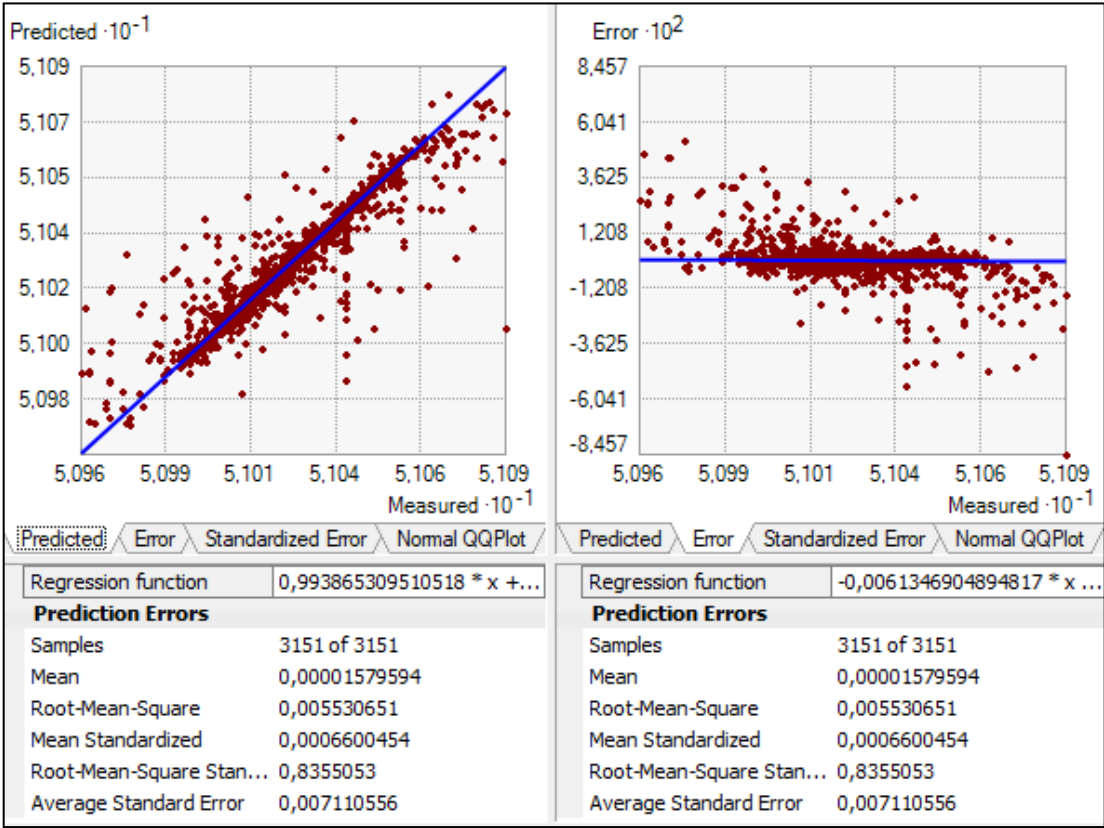 Predicted ·10⁻¹
5,109
5,107
5,105
5,104
5,102
5,100
5,098
5,096 5,099 5,101 5,104 5,106 5,109
Measured ·10⁻¹
Predicted Error Standardized Error Normal QQPlot
Regression function 0,993865309510518 * x +...
Prediction Errors
Samples 3151 of 3151
Mean 0,00001579594
Root-Mean-Square 0,005530651
Mean Standardized 0,0006600454
Root-Mean-Square Stan... 0,8355053
Average Standard Error 0,007110556
Error ·10²
8,457
6,041
3,625
1,208
-1,208
-3,625
-6,041
-8,457
5,096 5,099 5,101 5,104 5,106 5,109
Measured ·10⁻¹
Predicted Error Standardized Error Normal QQPlot
Regression function -0,0061346904894817 * x ...
Prediction Errors
Samples 3151 of 3151
Mean 0,00001579594
Root-Mean-Square 0,005530651
Mean Standardized 0,0006600454
Root-Mean-Square Stan... 0,8355053
Average Standard Error 0,007110556